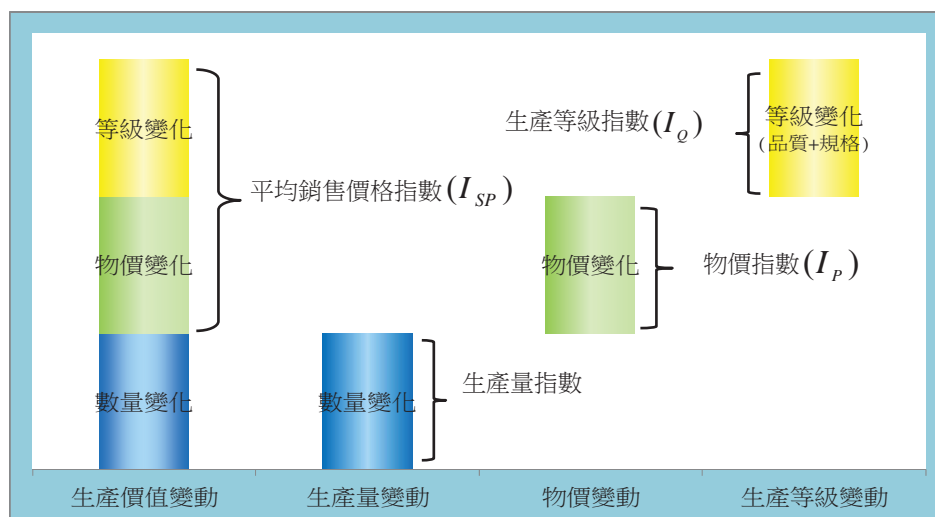 等級變化
物價變化
數量變化
平均銷售價格指數(I_SP)
數量變化
生產量指數
物價變化
物價指數(I_P)
生產等級指數(I_Q)
等級變化
(品質+規格)
生產價值變動
生產量變動
物價變動
生產等級變動